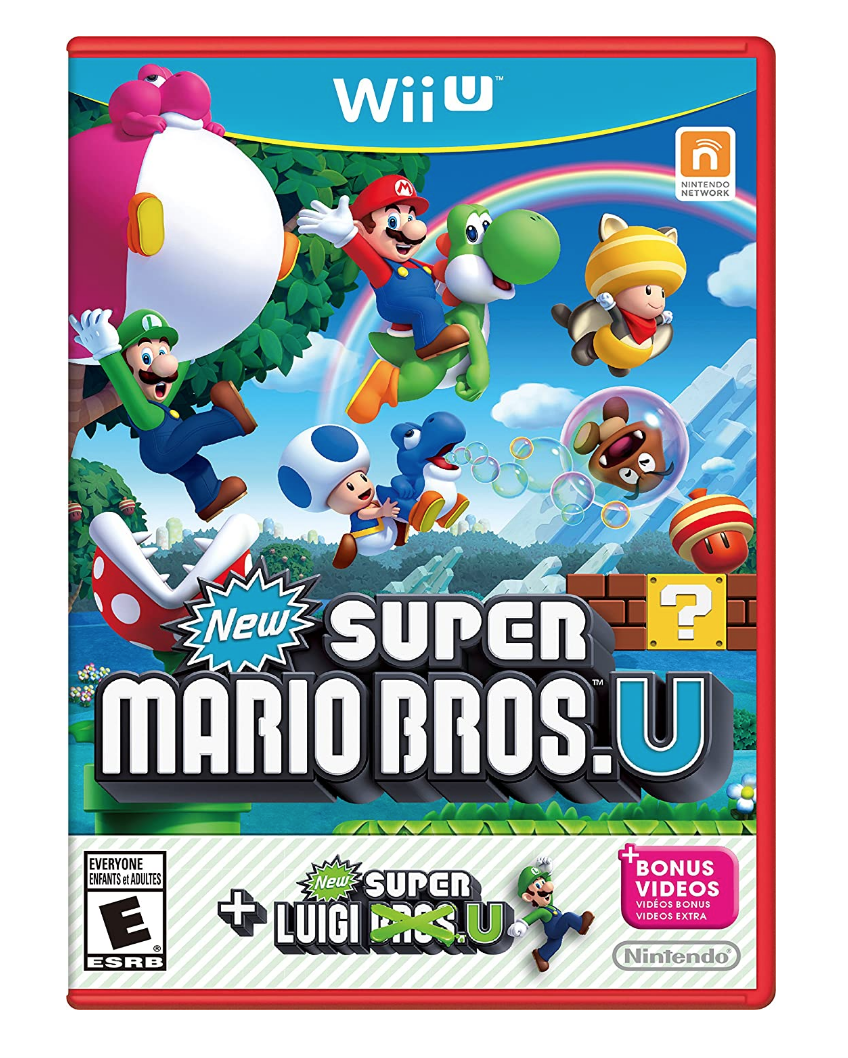 Wii U™
n
NINTENDO
NETWORK
M
L
?
New SUPER
MARIO BROS.™ U
EVERYONE
ENFANTS et ADULTES
E
®
ESRB
+ New SUPER
LUIGI BROS. U
+ BONUS
VIDEOS
VIDÉOS BONUS
VIDEOS EXTRA
Nintendo®